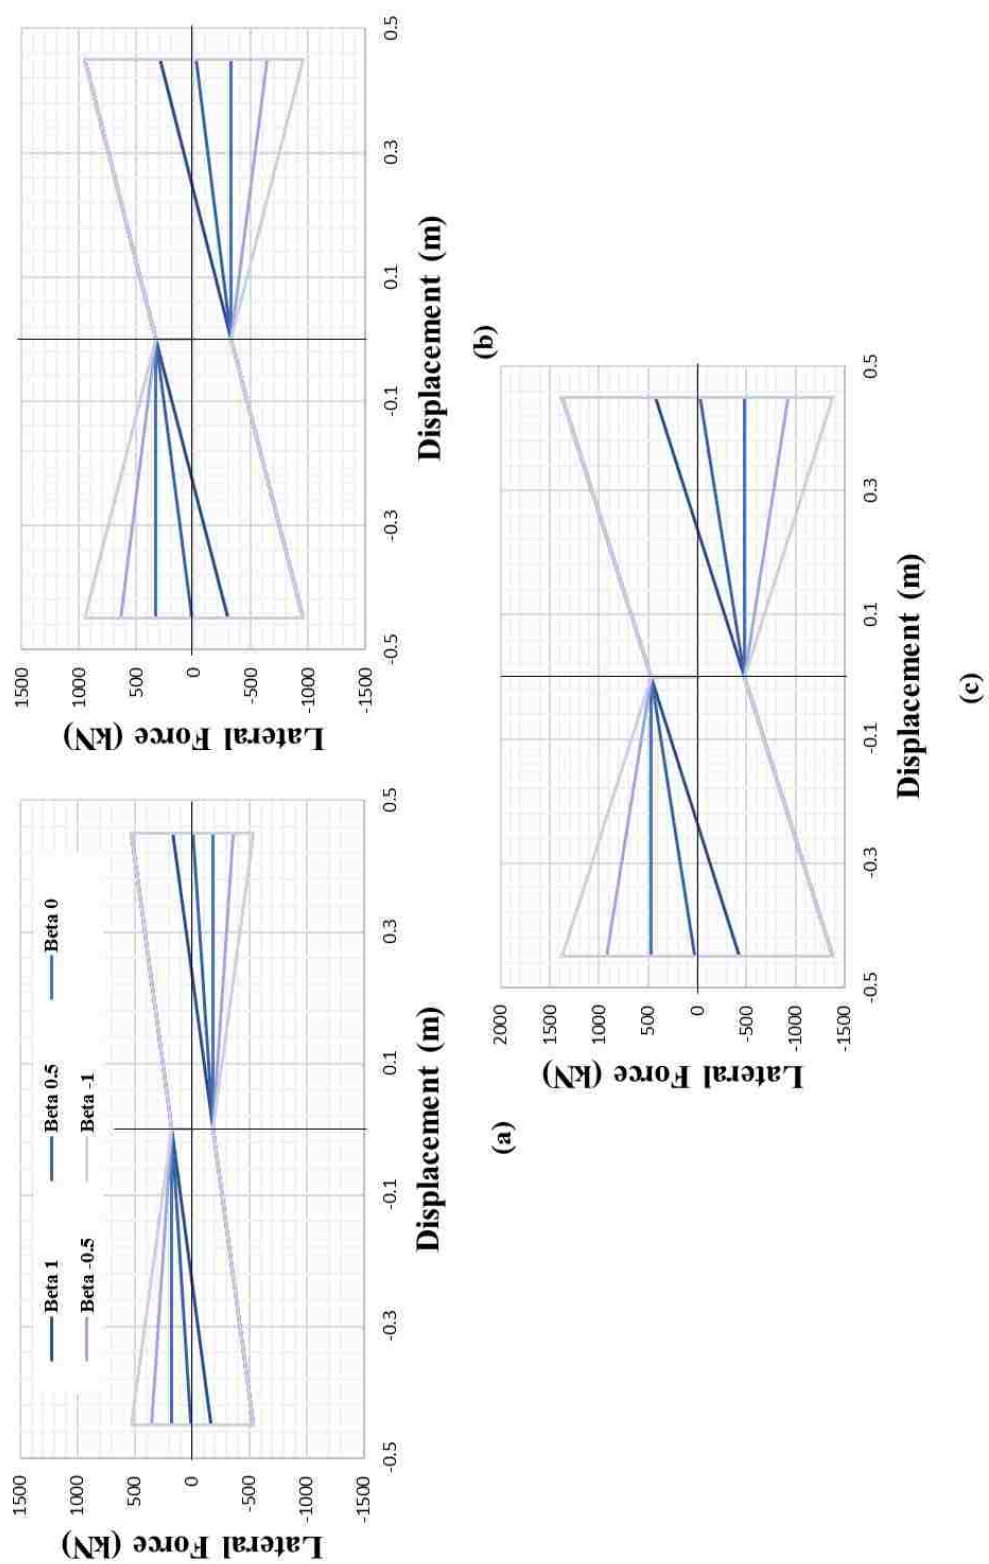 1500
1000
500
0
-500
-1000
-1500
Lateral Force (kN)
Beta 1
Beta 0.5
Beta 0
Beta -0.5
Beta -1
-0.5
-0.3
-0.1
0.1
0.3
0.5
Displacement (m)
(a)
1500
1000
500
0
-500
-1000
-1500
Lateral Force (kN)
-0.5
-0.3
-0.1
0.1
0.3
0.5
Displacement (m)
(b)
2000
1500
1000
500
0
-500
-1000
-1500
Lateral Force (kN)
-0.5
-0.3
-0.1
0.1
0.3
0.5
Displacement (m)
(c)